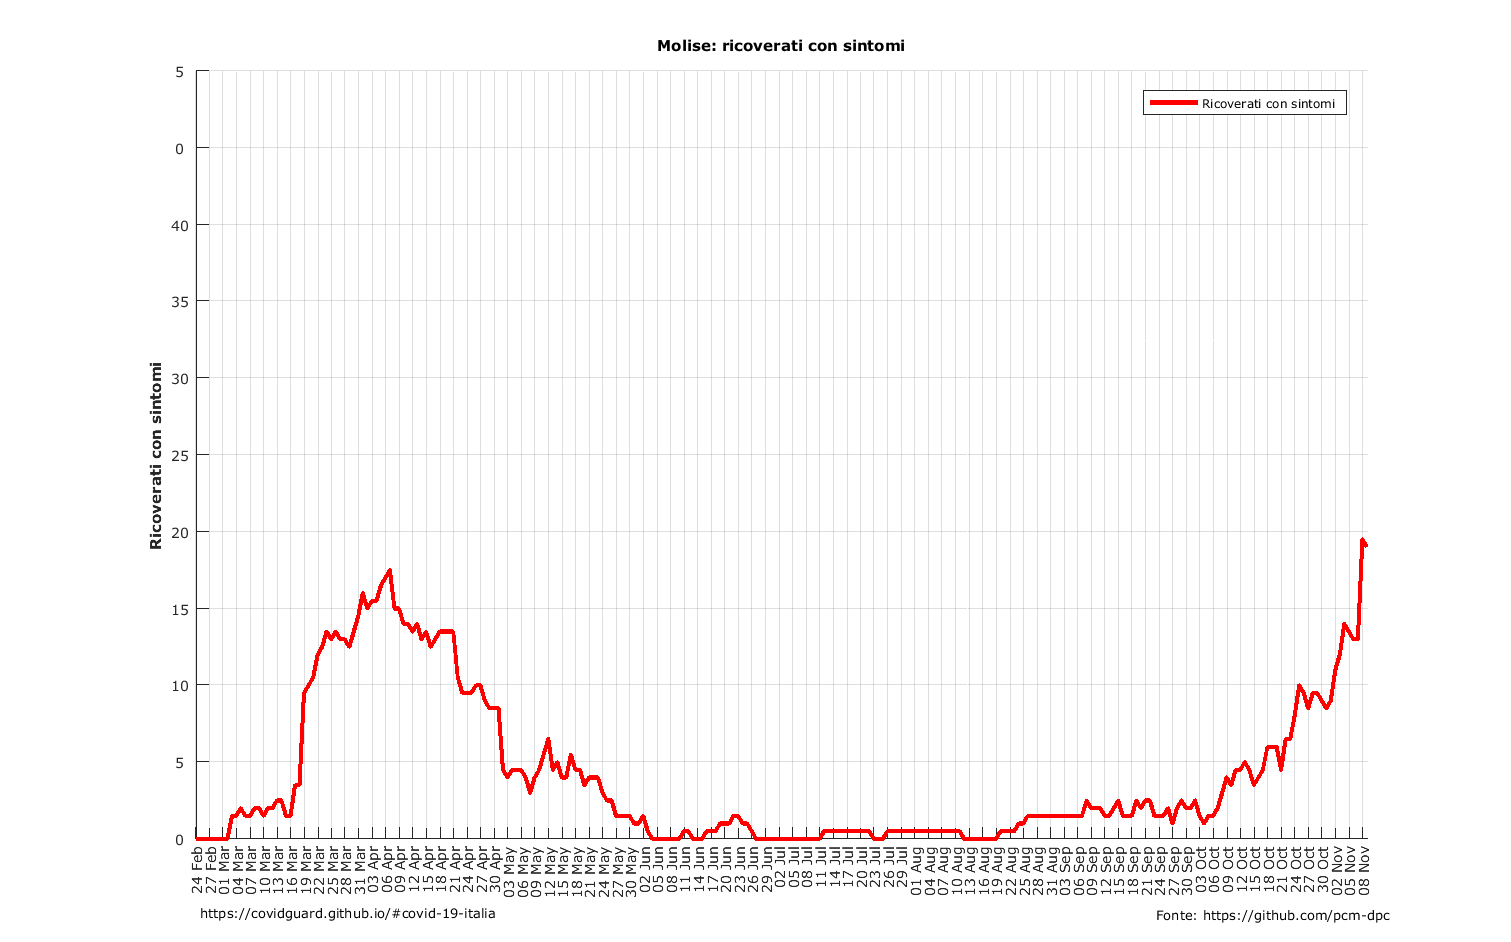 Molise: ricoverati con sintomi
Ricoverati con sintomi
5
0
40
35
30
25
20
15
10
5
0
Ricoverati con sintomi
24 Feb
27 Feb
01 Mar
04 Mar
07 Mar
10 Mar
13 Mar
16 Mar
19 Mar
22 Mar
25 Mar
28 Mar
31 Mar
03 Apr
06 Apr
09 Apr
12 Apr
15 Apr
18 Apr
21 Apr
24 Apr
27 Apr
30 Apr
03 May
06 May
09 May
12 May
15 May
18 May
21 May
24 May
27 May
30 May
02 Jun
05 Jun
08 Jun
11 Jun
14 Jun
17 Jun
20 Jun
23 Jun
26 Jun
29 Jun
02 Jul
05 Jul
08 Jul
11 Jul
14 Jul
17 Jul
20 Jul
23 Jul
26 Jul
29 Jul
01 Aug
04 Aug
07 Aug
10 Aug
13 Aug
16 Aug
19 Aug
22 Aug
25 Aug
28 Aug
31 Aug
03 Sep
06 Sep
09 Sep
12 Sep
15 Sep
18 Sep
21 Sep
24 Sep
27 Sep
30 Sep
03 Oct
06 Oct
09 Oct
12 Oct
15 Oct
18 Oct
21 Oct
24 Oct
27 Oct
30 Oct
02 Nov
05 Nov
08 Nov
https://covidguard.github.io/#covid-19-italia
Fonte: https://github.com/pcm-dpc